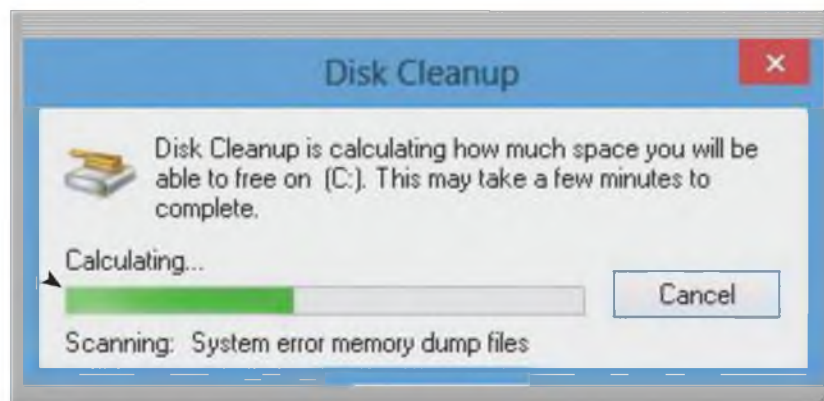 Disk Cleanup
Disk Cleanup is calculating how much space you will be
able to free on (C:). This may take a few minutes to
complete.
Calculating...
Cancel
Scanning: System error memory dump files